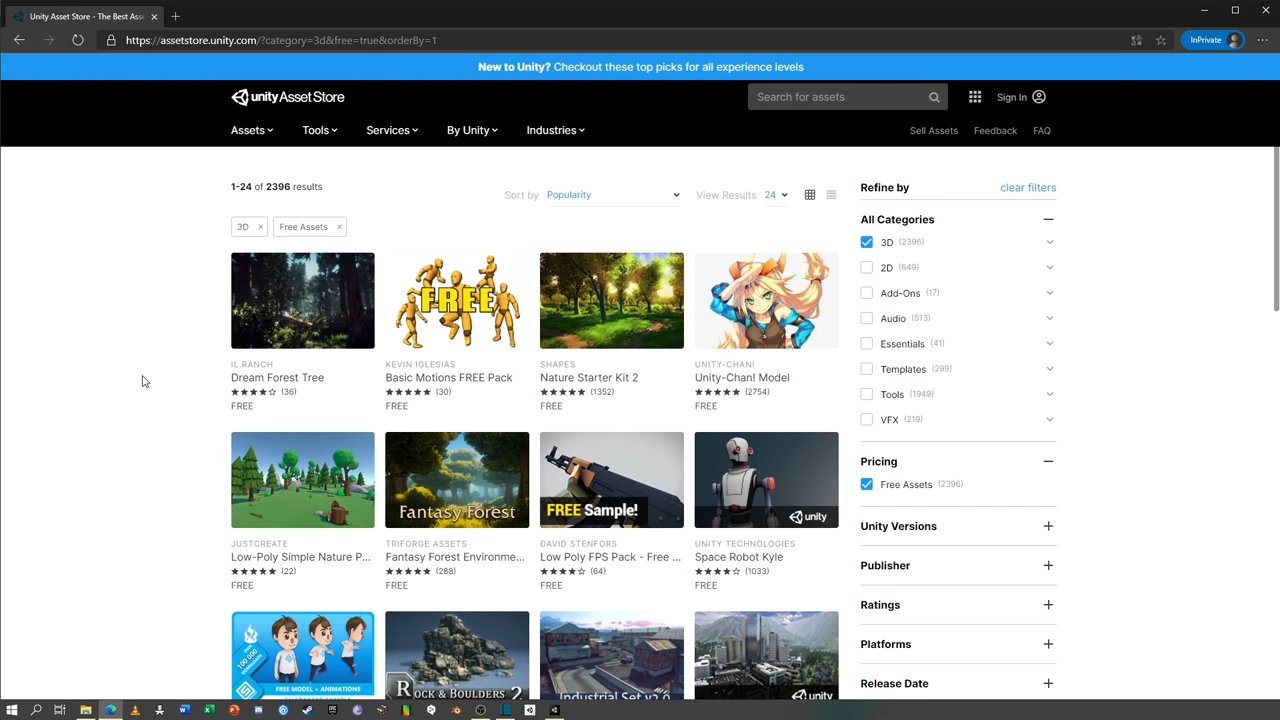 Unity Asset Store - The Best Ass
https://assetstore.unity.com/?category=3d&free=true&orderBy=1
InPrivate
New to Unity? Checkout these top picks for all experience levels
unity Asset Store
Search for assets
Sign In
Assets
Tools
Services
By Unity
Industries
Sell Assets
Feedback
FAQ
1-24 of 2396 results
Sort by Popularity
View Results 24
3D ×
Free Assets ×
FREE
IL.RANCH
Dream Forest Tree
(36)
FREE
KEVIN IGLESIAS
Basic Motions FREE Pack
(30)
FREE
SHAPES
Nature Starter Kit 2
(1352)
FREE
UNITY-CHAN!
Unity-Chan! Model
(2754)
FREE
Fantasy Forest
FREE Sample!
unity
JUSTCREATE
Low-Poly Simple Nature P...
(22)
FREE
TRIFORGE ASSETS
Fantasy Forest Environme...
(288)
FREE
DAVID STENFORS
Low Poly FPS Pack - Free ...
(64)
FREE
UNITY TECHNOLOGIES
Space Robot Kyle
(1033)
FREE
OVER
100 000
DOWNLOADS
FREE MODEL + ANIMATIONS
ROCK & BOULDERS 2
Industrial Set v2.0
unity
Refine by
clear filters
All Categories
3D (2396)
2D (649)
Add-Ons (17)
Audio (513)
Essentials (41)
Templates (299)
Tools (1949)
VFX (219)
Pricing
Free Assets (2396)
Unity Versions
Publisher
Ratings
Platforms
Release Date